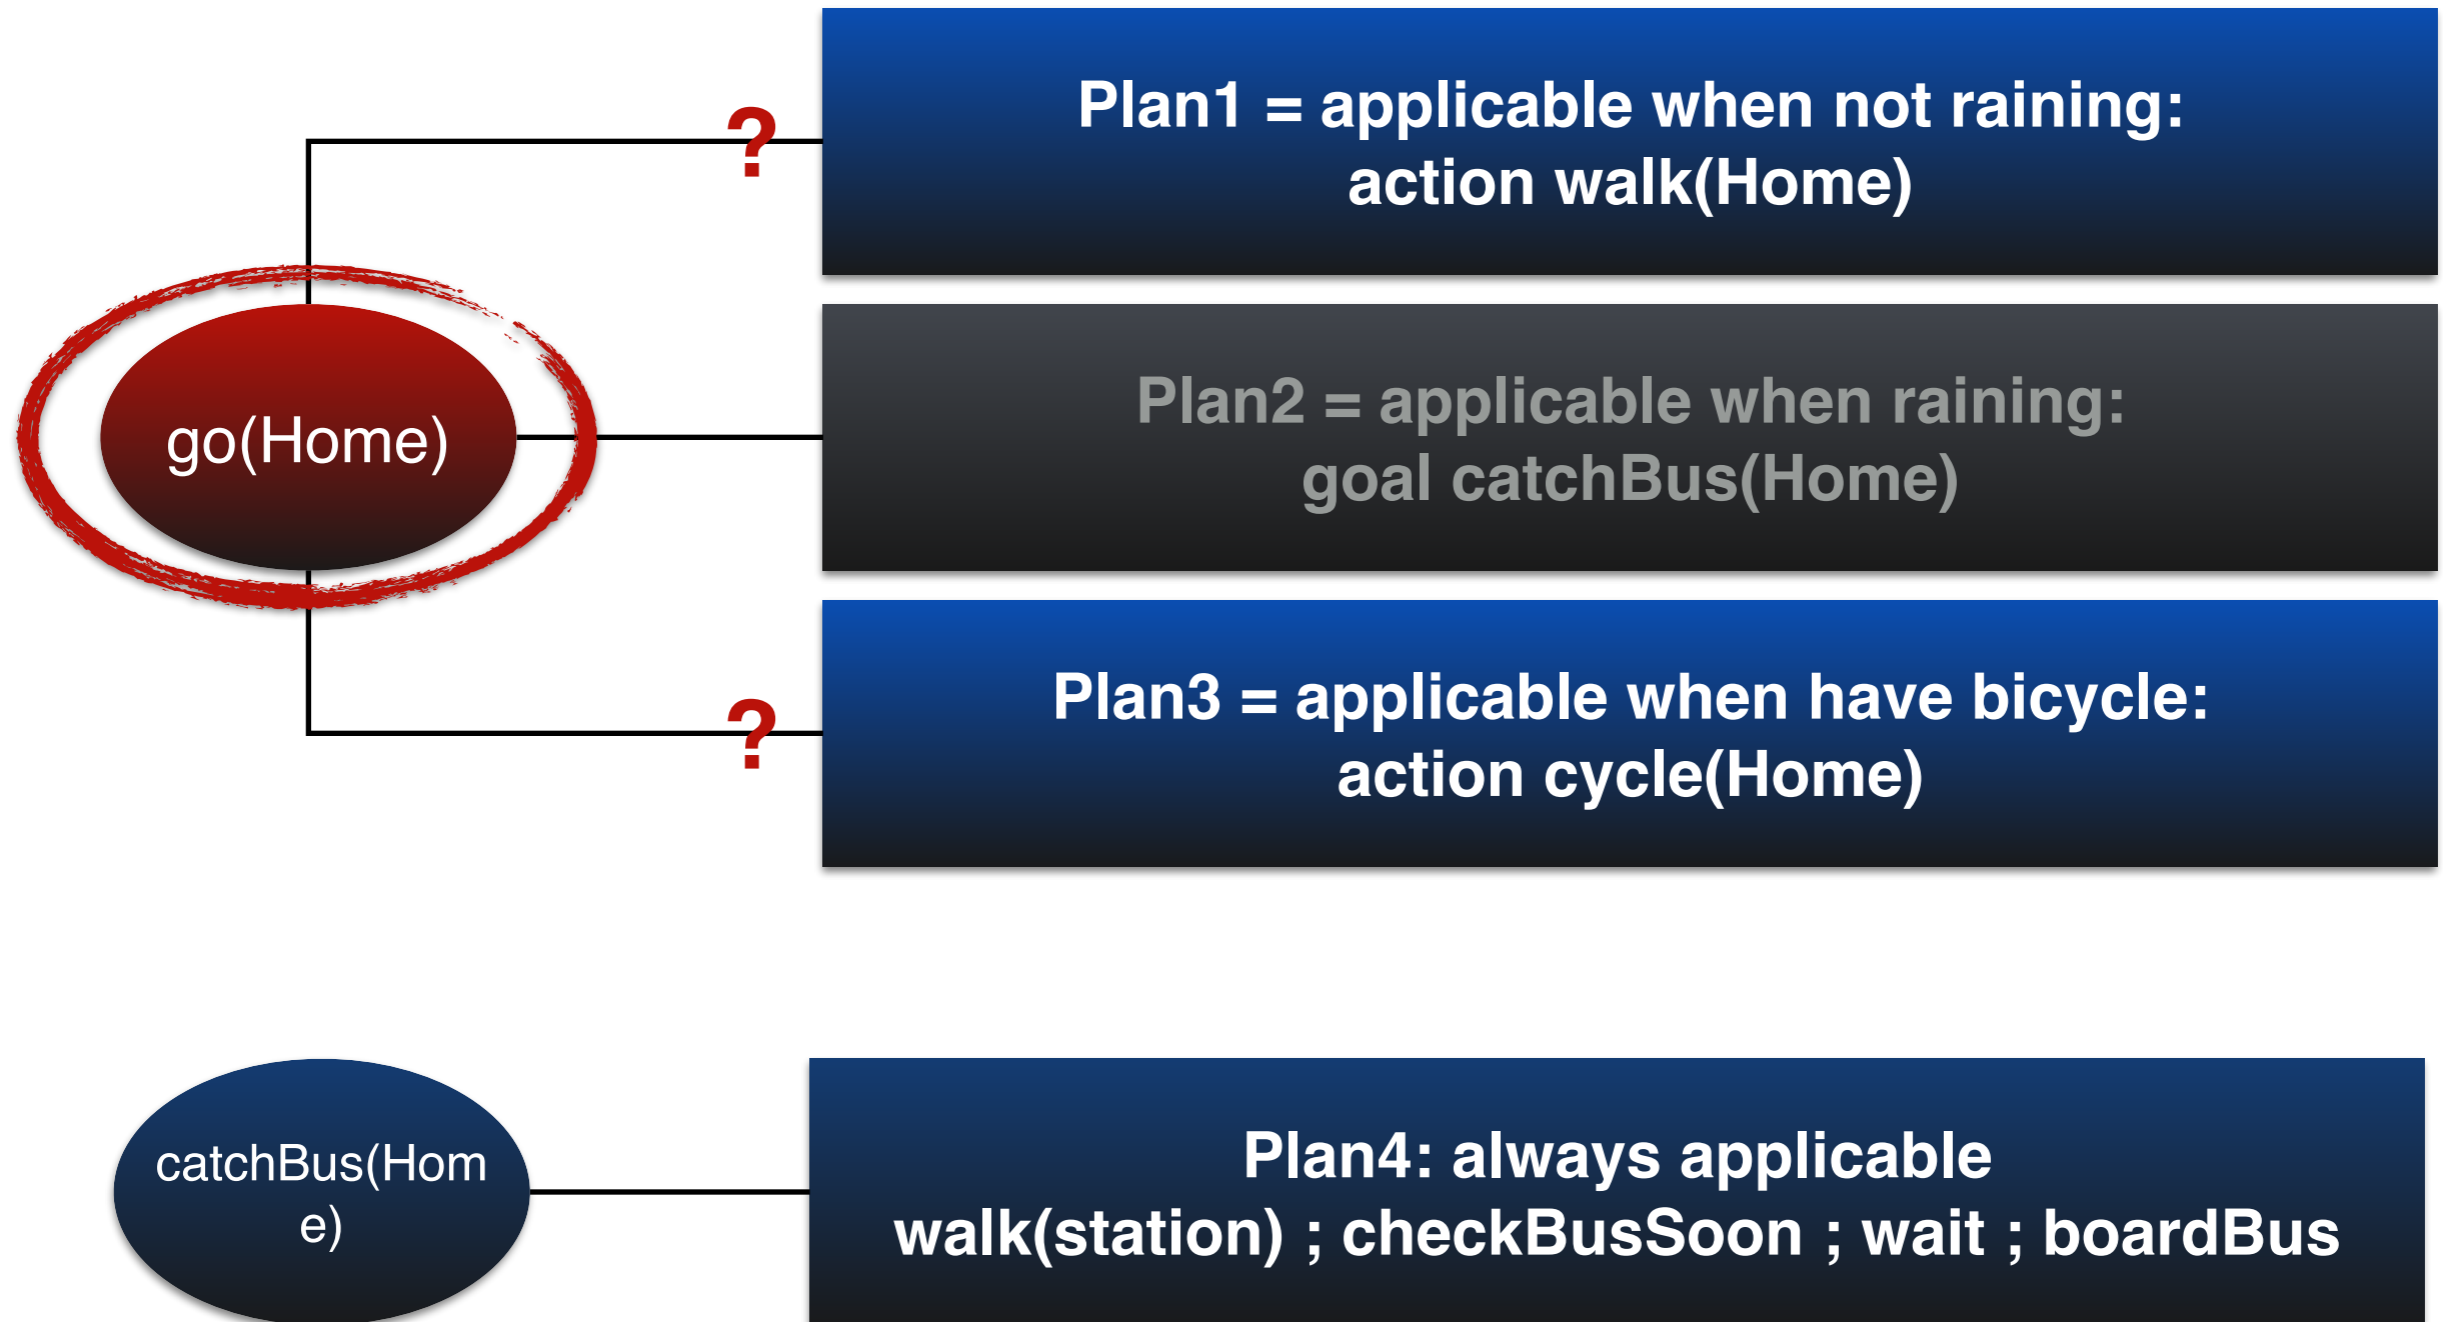 ?
Plan1 = applicable when not raining:
action walk(Home)
go(Home)
Plan2 = applicable when raining:
goal catchBus(Home)
?
Plan3 = applicable when have bicycle:
action cycle(Home)
catchBus(Hom
e)
Plan4: always applicable
walk(station) ; checkBusSoon ; wait ; boardBus